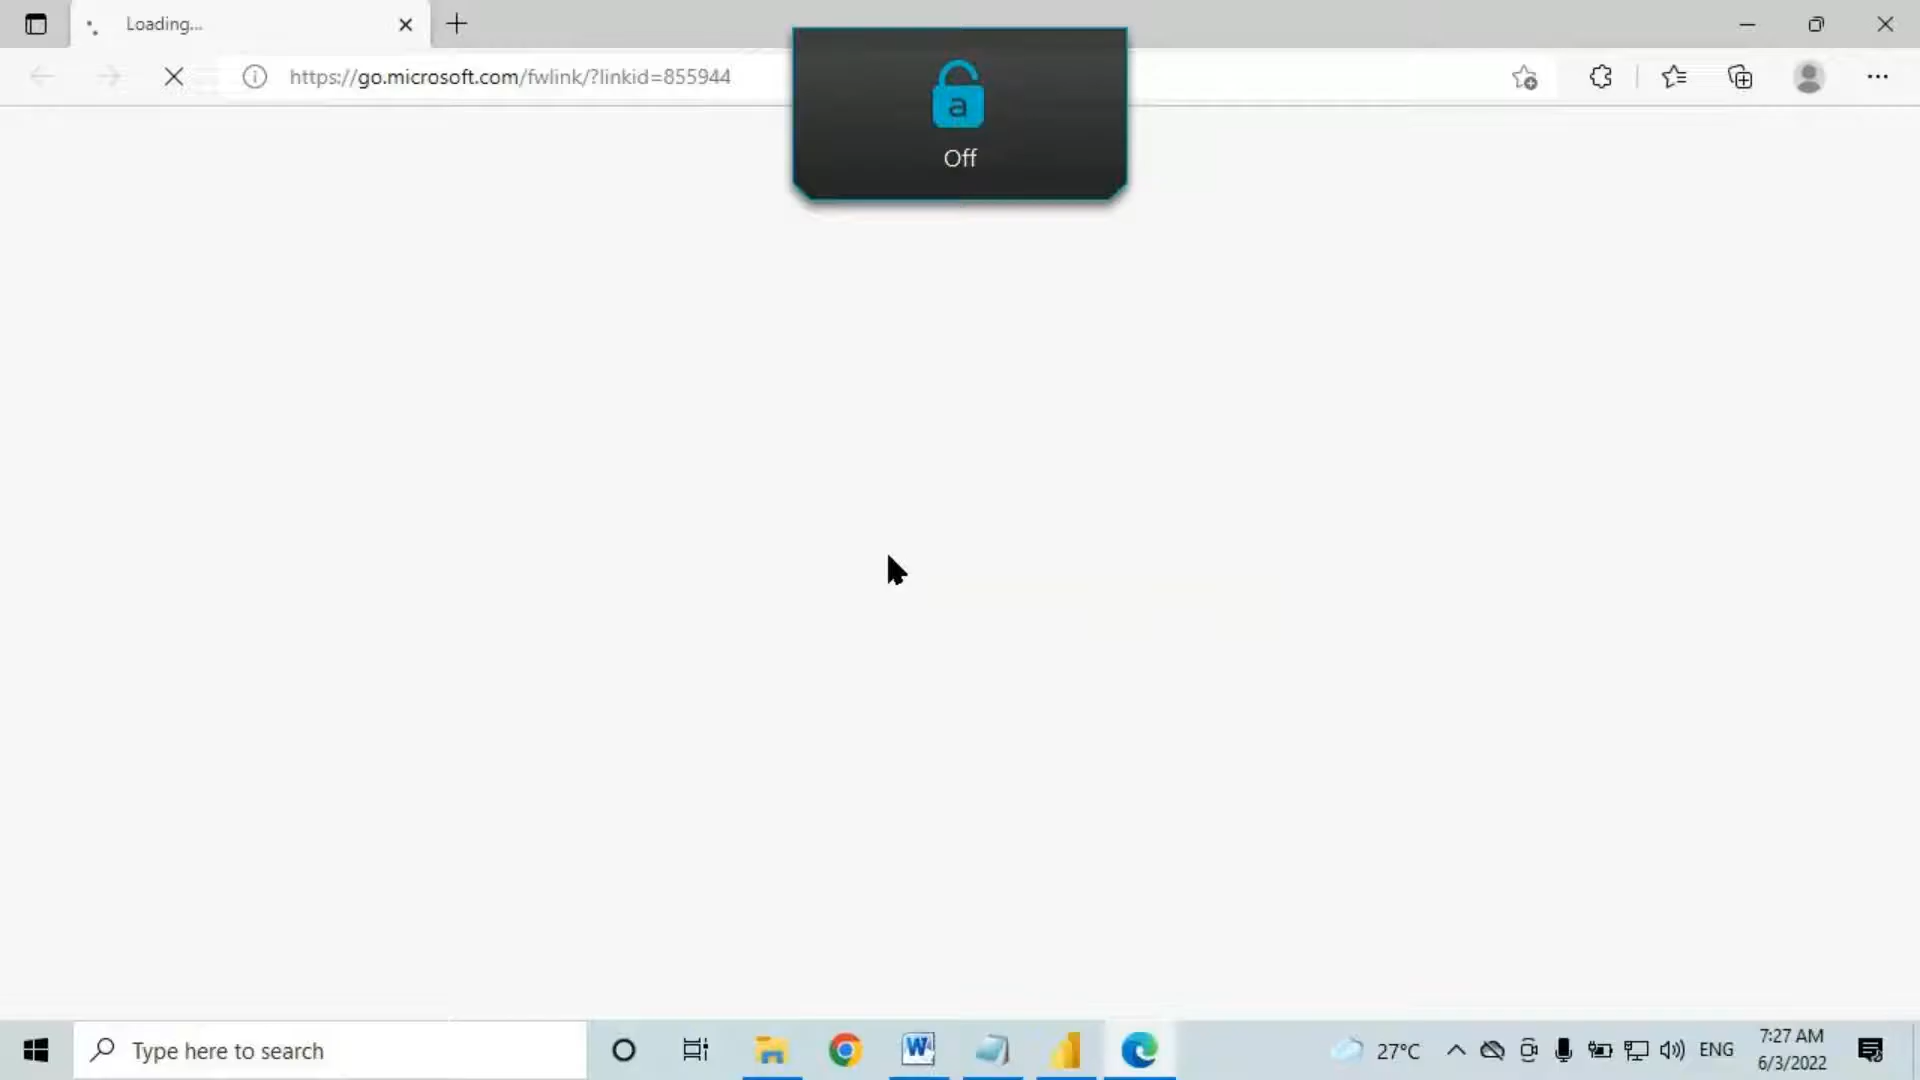 Loading...
https://go.microsoft.com/fwlink/?linkid=855944
a
Off
Type here to search
W
27°C
ENG
7:27 AM
6/3/2022